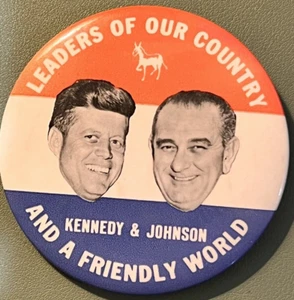 LEADERS OF OUR COUNTRY
KENNEDY & JOHNSON
AND A FRIENDLY WORLD